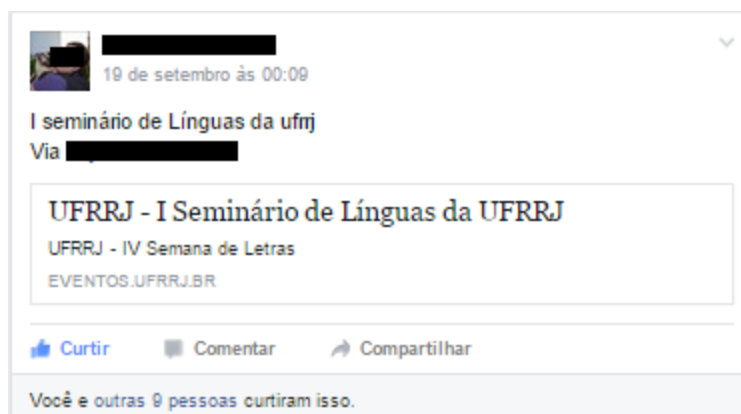 19 de setembro às 00:09
I seminário de Línguas da ufrrj
Via
UFRRJ - I Seminário de Línguas da UFRRJ
UFRRJ - IV Semana de Letras
EVENTOS.UFRRJ.BR
Curtir Comentar Compartilhar
Você e outras 9 pessoas curtiram isso.